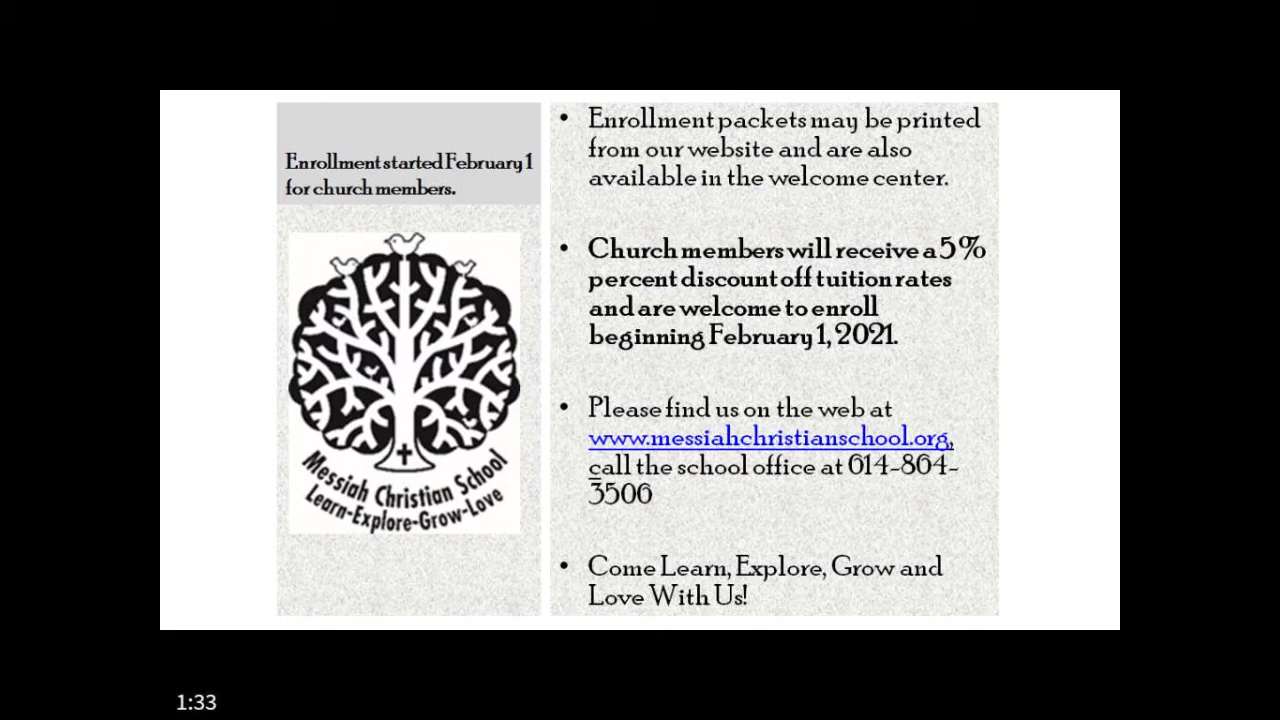 Enrollment started February 1
for church members.
Messiah Christian School
Learn-Explore-Grow-Love
• Enrollment packets may be printed
from our website and are also
available in the welcome center.
• Church members will receive a 5%
percent discount off tuition rates
and are welcome to enroll
beginning February 1, 2021.
• Please find us on the web at
www.messiahchristianschool.org,
call the school office at 614-864-
3506
• Come Learn, Explore, Grow and
Love With Us!
1:33